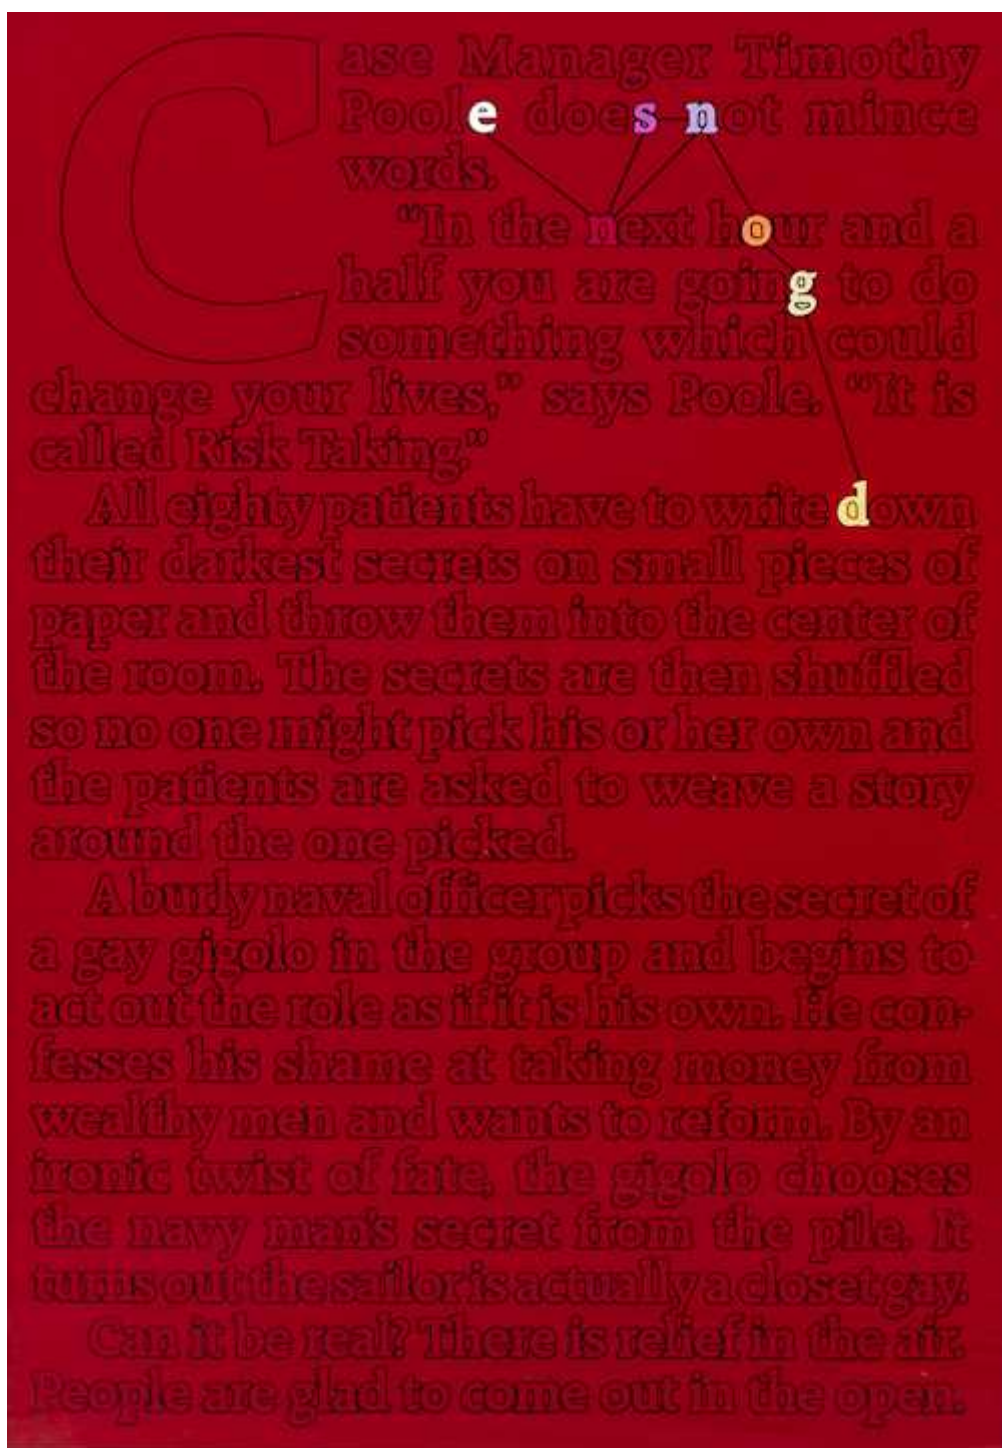 Case Manager Timothy
Poole does not mince
words.
"In the next hour and a
half you are going to do
something which could
change your lives," says Poole. "It is
called Risk Taking."
All eighty patients have to write down
their darkest secrets on small pieces of
paper and throw them into the center of
the room. The secrets are then shuffled
so no one might pick his or her own and
the patients are asked to weave a story
around the one picked.
A burly naval officer picks the secret of
a gay gigolo in the group and begins to
act out the role as if it is his own. He con-
fesses his shame at taking money from
wealthy men and wants to reform. By an
ironic twist of fate, the gigolo chooses
the navy man's secret from the pile. It
turns out the sailor is actually a closet gay.
Can it be real? There is relief in the air.
People are glad to come out in the open.